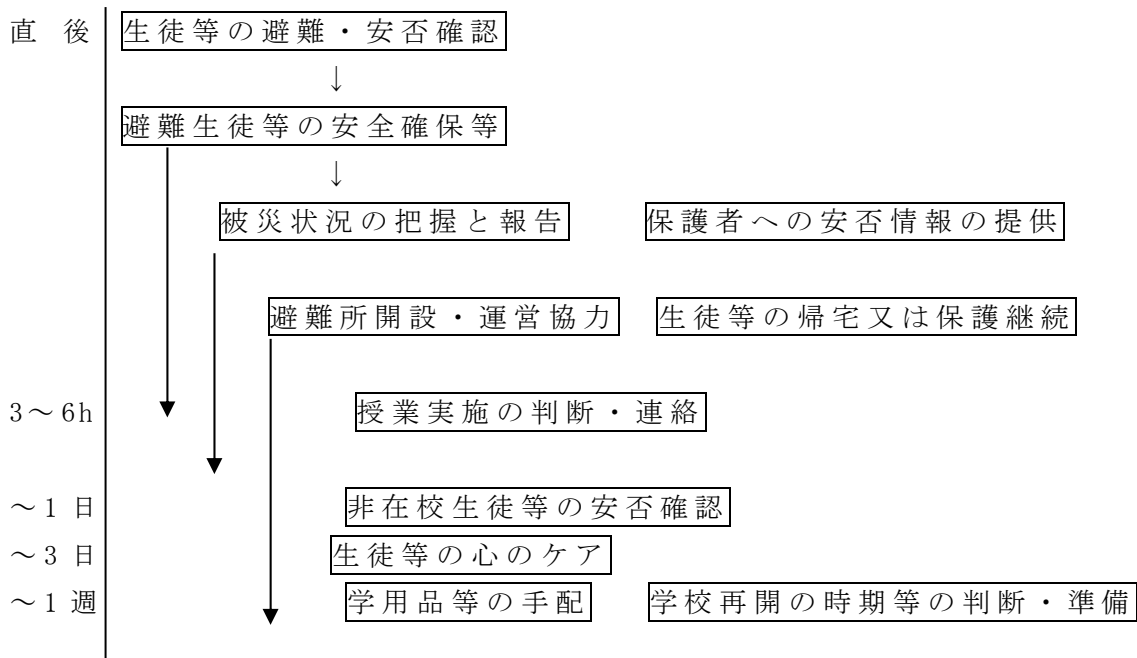 直後 生徒等の避難・安否確認
↓
避難生徒等の安全確保等
↓
被災状況の把握と報告 保護者への安否情報の提供
避難所開設・運営協力 生徒等の帰宅又は保護継続
3～6h 授業実施の判断・連絡
～1日 非在校生徒等の安否確認
～3日 生徒等の心のケア
～1週 学用品等の手配 学校再開の時期等の判断・準備